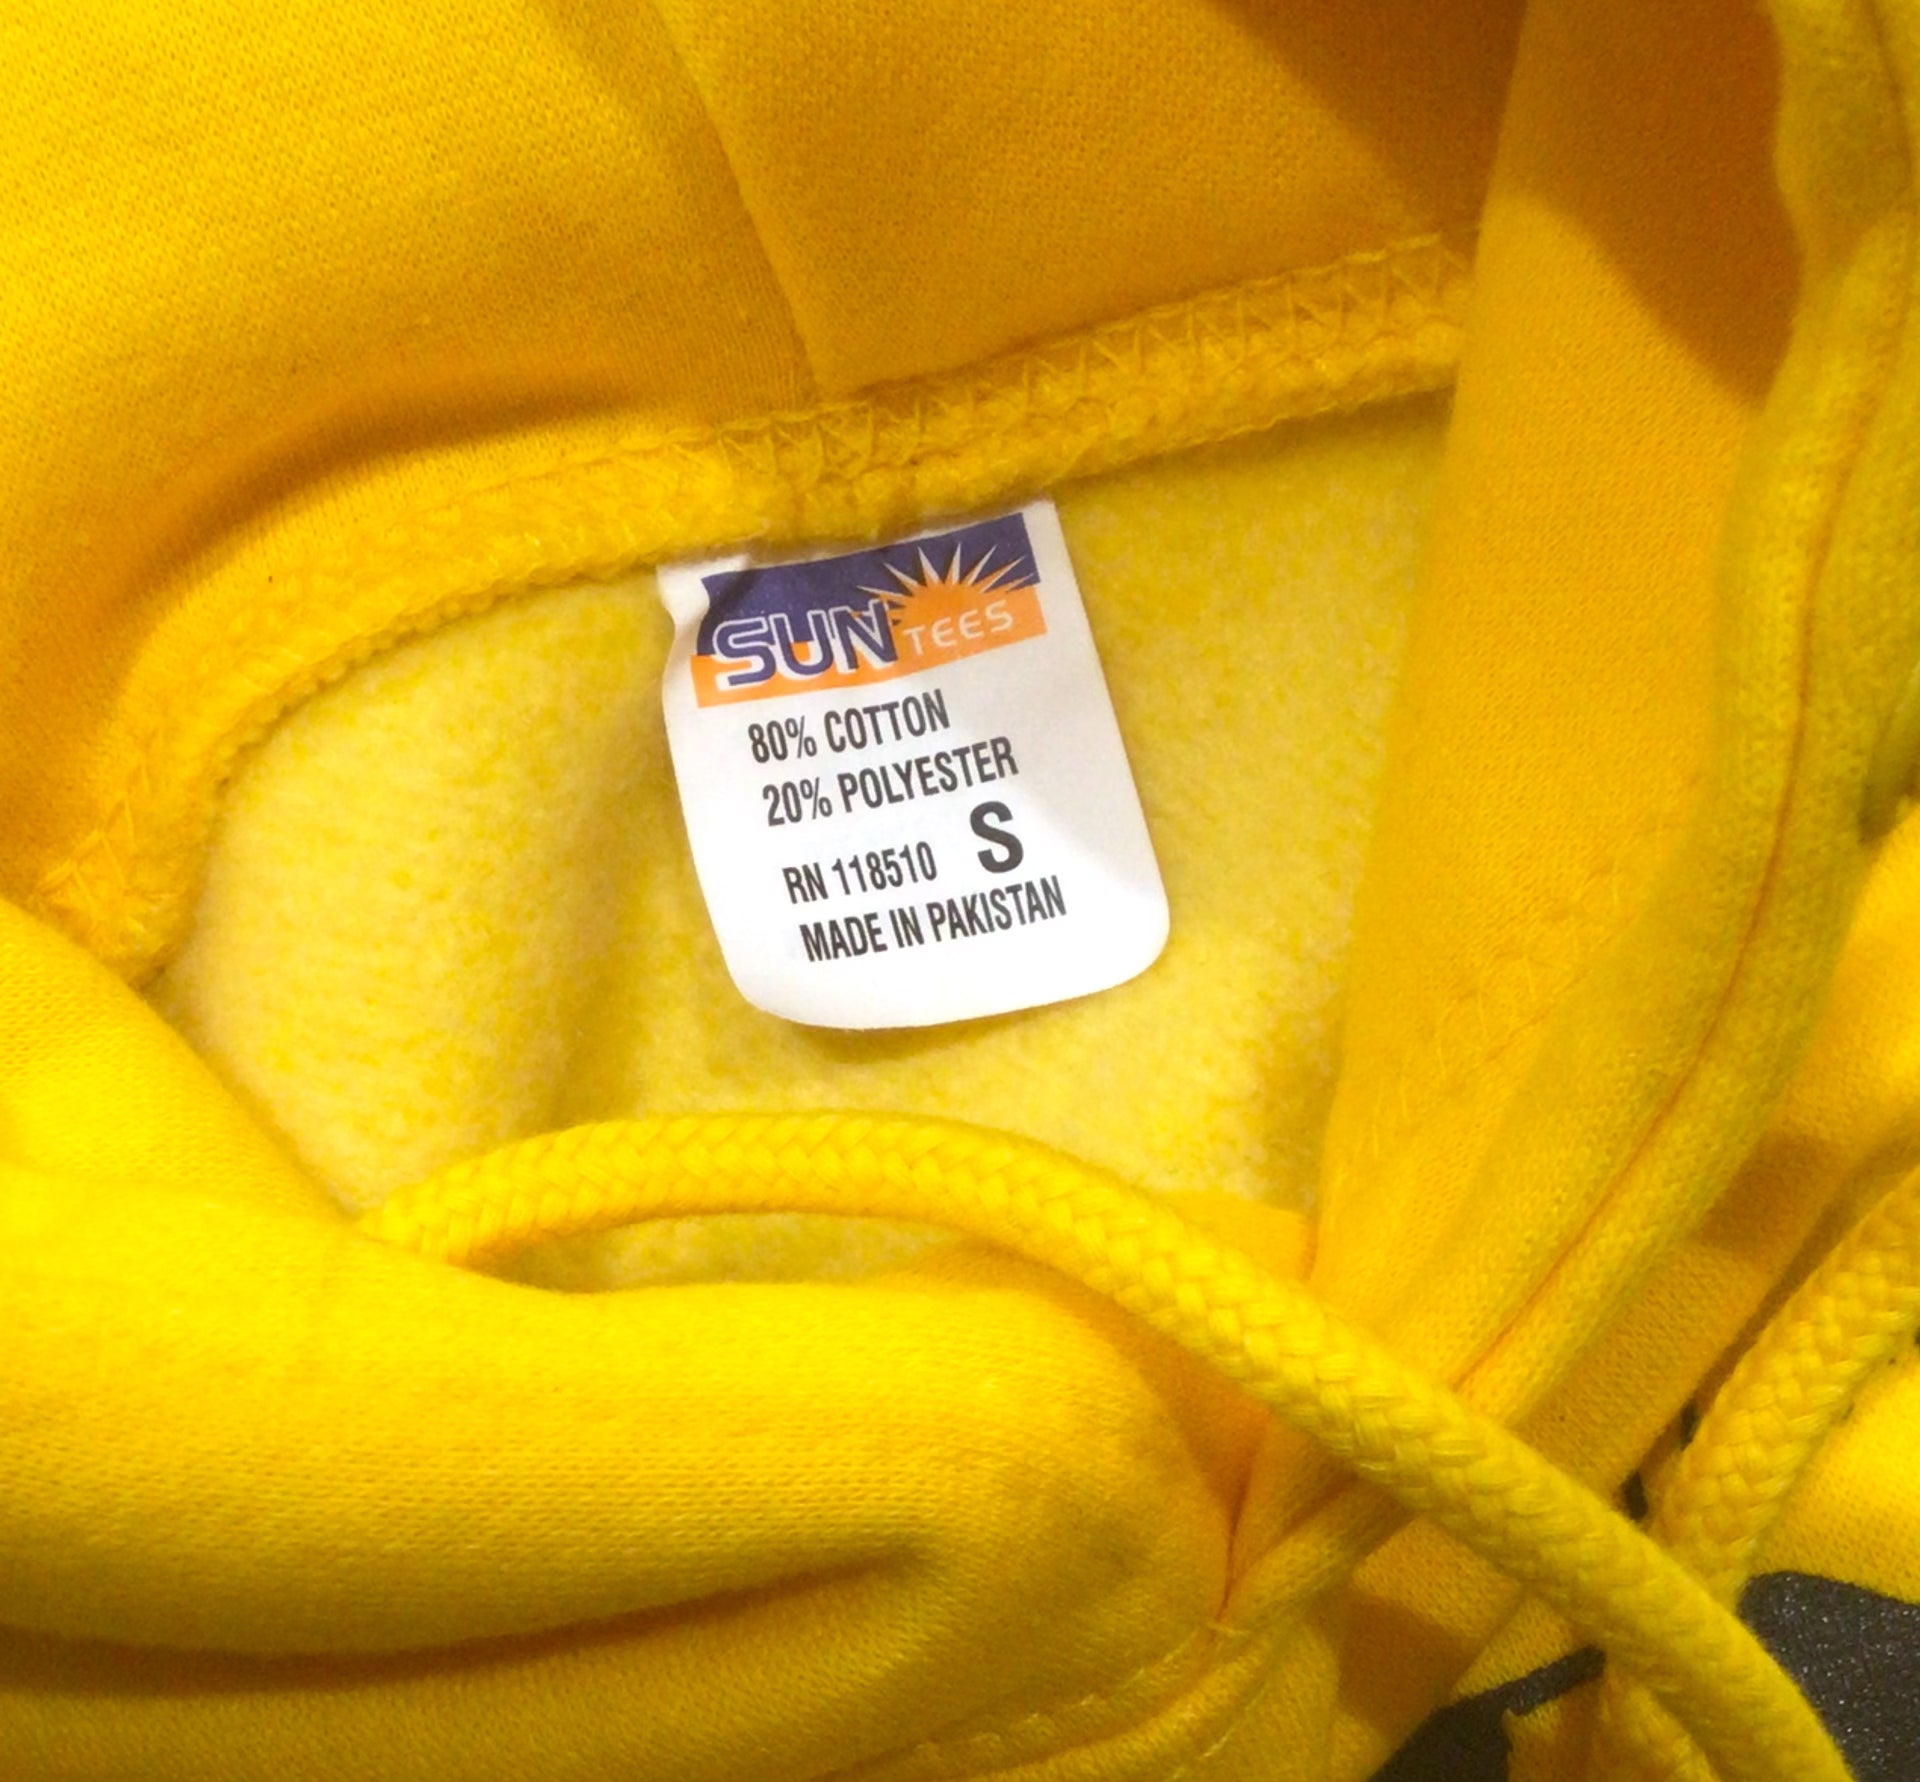 SUN TEES
80% COTTON
20% POLYESTER
RN 118510 S
MADE IN PAKISTAN